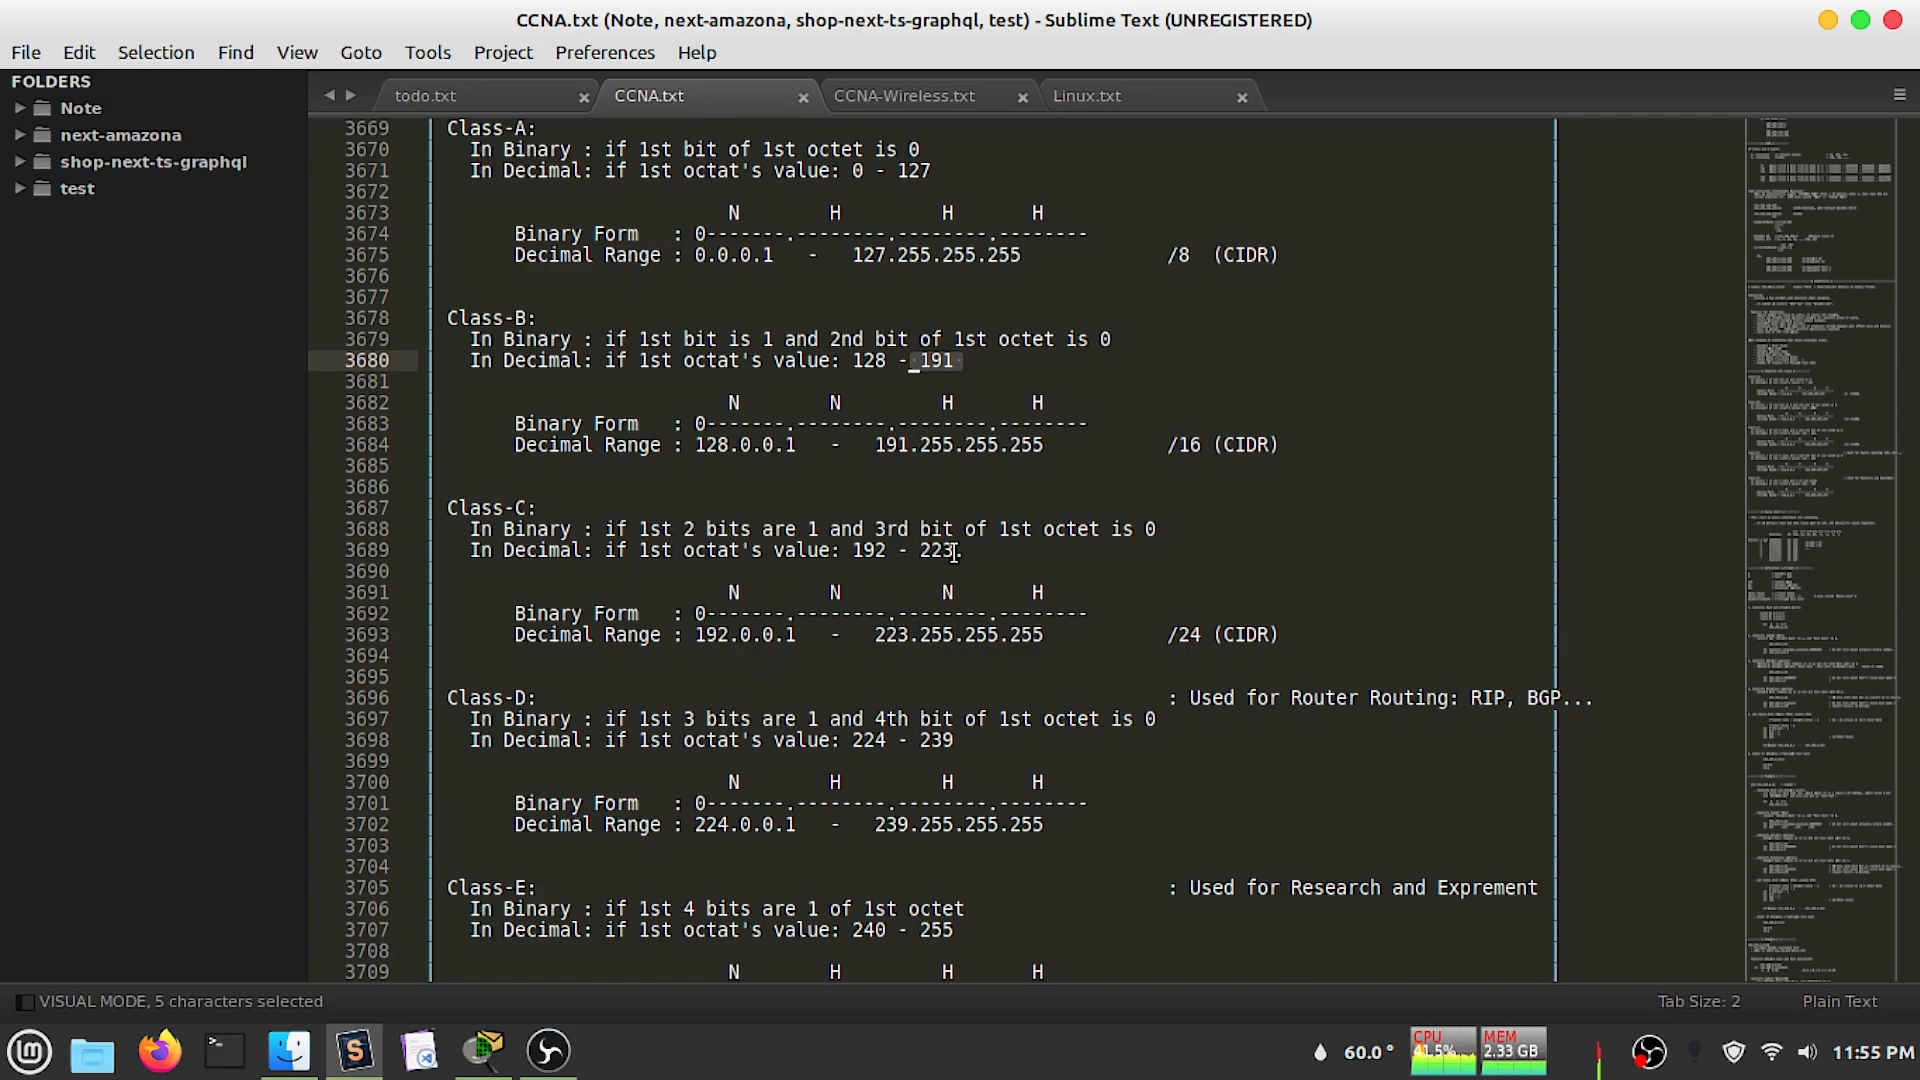 CCNA.txt (Note, next-amazona, shop-next-ts-graphql, test) - Sublime Text (UNREGISTERED)
File Edit Selection Find View Goto Tools Project Preferences Help
FOLDERS
Note
next-amazona
shop-next-ts-graphql
test
todo.txt CCNA.txt CCNA-Wireless.txt Linux.txt
3669 Class-A:
3670 In Binary : if 1st bit of 1st octet is 0
3671 In Decimal: if 1st octat's value: 0 - 127
3672
3673 N H H H
3674 Binary Form : 0-------.--------.--------.--------
3675 Decimal Range : 0.0.0.1 - 127.255.255.255 /8 (CIDR)
3676
3677
3678 Class-B:
3679 In Binary : if 1st bit is 1 and 2nd bit of 1st octet is 0
3680 In Decimal: if 1st octat's value: 128 - 191
3681
3682 N N H H
3683 Binary Form : 0-------.--------.--------.--------
3684 Decimal Range : 128.0.0.1 - 191.255.255.255 /16 (CIDR)
3685
3686
3687 Class-C:
3688 In Binary : if 1st 2 bits are 1 and 3rd bit of 1st octet is 0
3689 In Decimal: if 1st octat's value: 192 - 223.
3690
3691 N N N H
3692 Binary Form : 0-------.--------.--------.--------
3693 Decimal Range : 192.0.0.1 - 223.255.255.255 /24 (CIDR)
3694
3695
3696 Class-D: : Used for Router Routing: RIP, BGP...
3697 In Binary : if 1st 3 bits are 1 and 4th bit of 1st octet is 0
3698 In Decimal: if 1st octat's value: 224 - 239
3699
3700 N H H H
3701 Binary Form : 0-------.--------.--------.--------
3702 Decimal Range : 224.0.0.1 - 239.255.255.255
3703
3704
3705 Class-E: : Used for Research and Exprement
3706 In Binary : if 1st 4 bits are 1 of 1st octet
3707 In Decimal: if 1st octat's value: 240 - 255
3708
3709 N H H H
VISUAL MODE, 5 characters selected Tab Size: 2 Plain Text
60.0 ° CPU 41.5% MEM 2.33 GB 11:55 PM